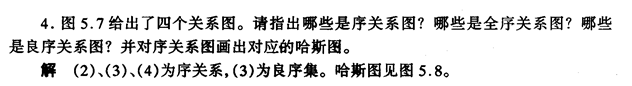 4. 图 5.7 给出了四个关系图。请指出哪些是序关系图？哪些是全序关系图？哪些
是良序关系图？并对序关系图画出对应的哈斯图。
解 (2)、(3)、(4)为序关系,(3)为良序集。哈斯图见图 5.8。